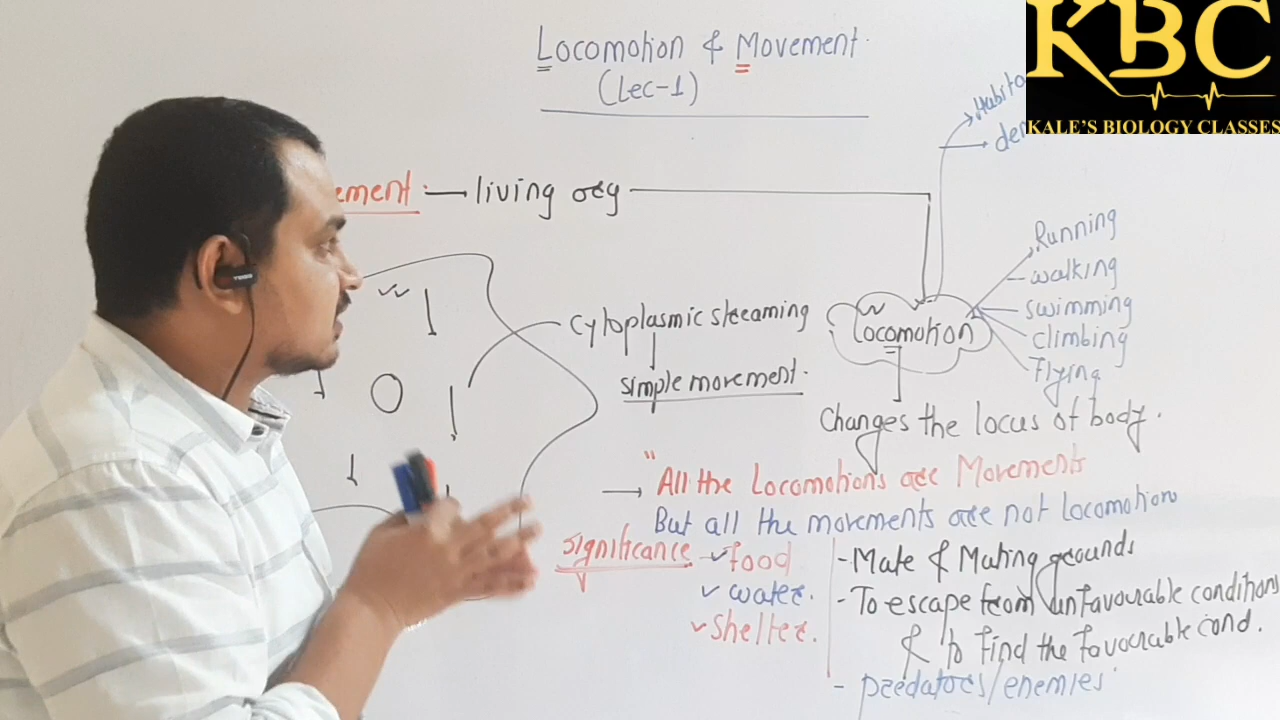 Locomotion & Movement.
(Lec-1)
KBC
KALE'S BIOLOGY CLASSES
ement living org
Running
walking
swimming
climbing
Flying
cytoplasmic streaming
simple movement.
locomotion
Changes the locus of body.
"All the Locomotions are Movements
But all the movements are not locomotion
Significance
food
water.
shelter.
- Mate & Mating grounds
- To escape from unfavourable conditions
& to find the favourable cond.
- predators/enemies